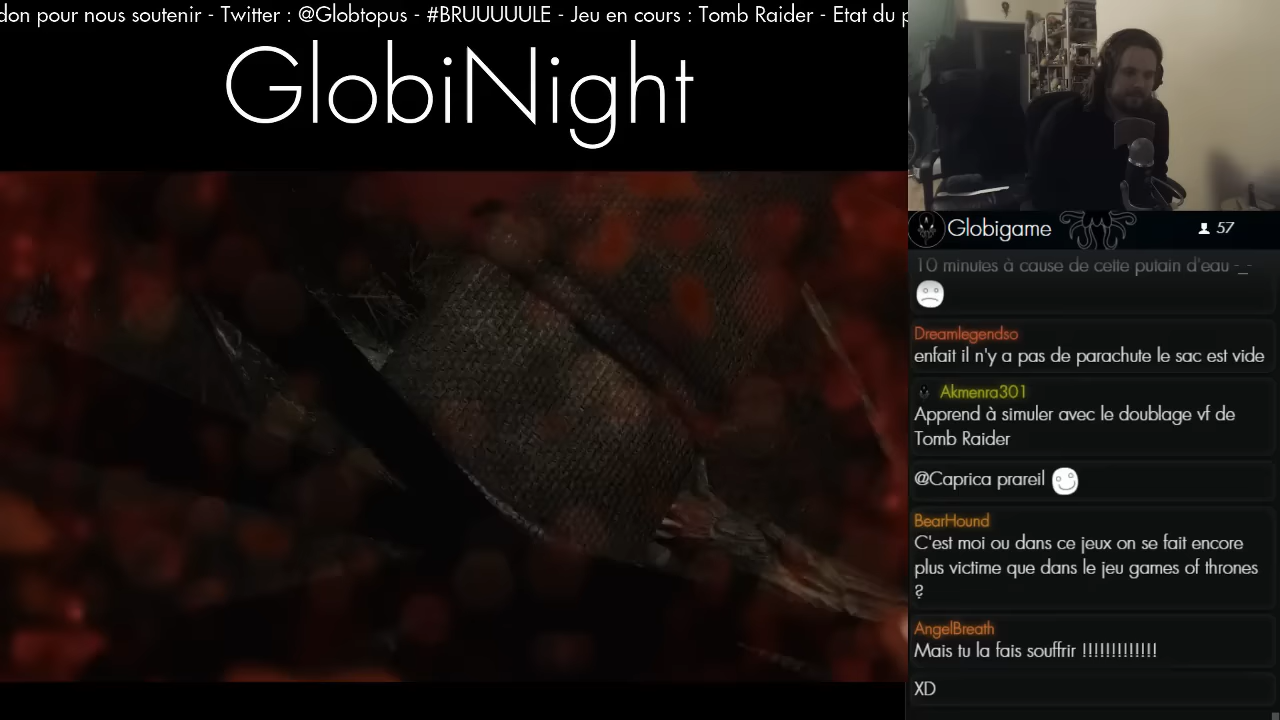 don pour nous soutenir - Twitter : @Globtopus - #BRUUUUULE - Jeu en cours : Tomb Raider - Etat du p
GlobiNight
Globigame
57
10 minutes à cause de cette putain d'eau -_-
Dreamlegendso
enfait il n'y a pas de parachute le sac est vide
Akmenra301
Apprend à simuler avec le doublage vf de
Tomb Raider
@Caprica prareil
BearHound
C'est moi ou dans ce jeux on se fait encore
plus victime que dans le jeu games of thrones
?
AngelBreath
Mais tu la fais souffrir !!!!!!!!!!!!!
XD